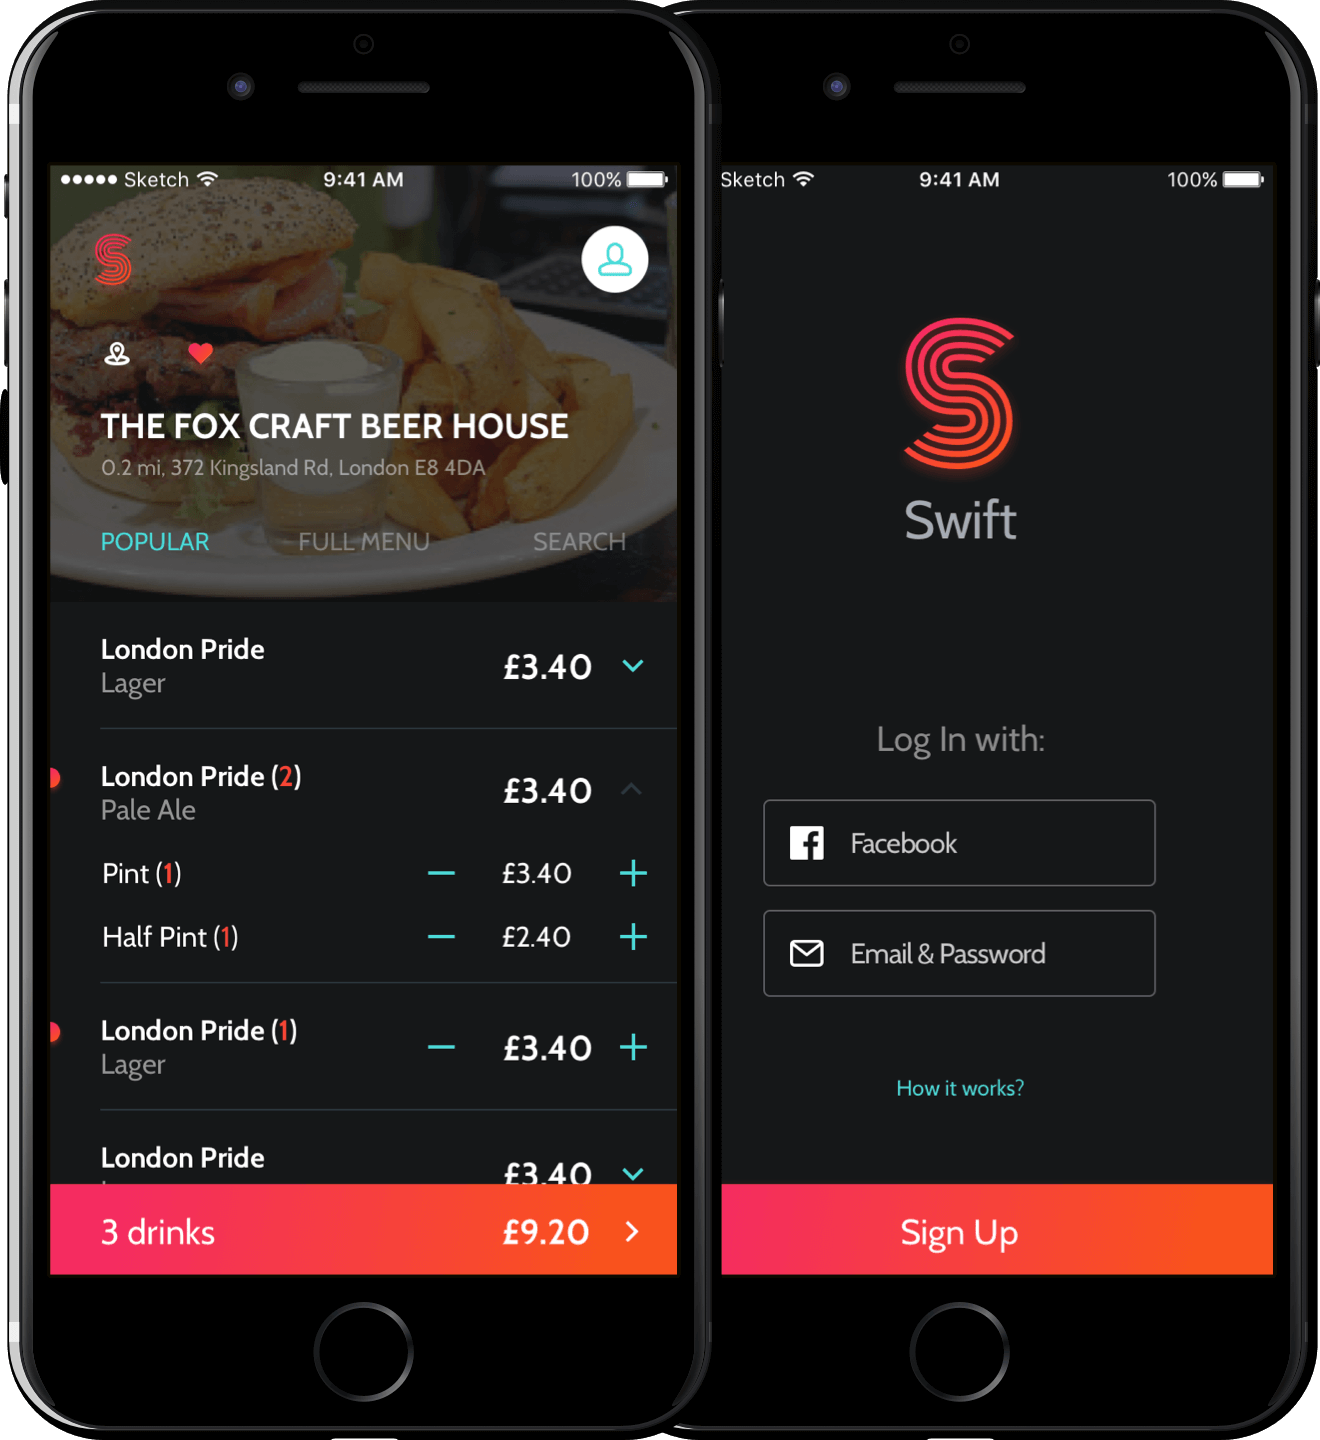 Sketch 9:41 AM 100%
THE FOX CRAFT BEER HOUSE
0.2 mi, 372 Kingsland Rd, London E8 4DA
POPULAR FULL MENU SEARCH
London Pride
Lager
£3.40
London Pride (2)
Pale Ale
£3.40
Pint (1) £3.40
Half Pint (1) £2.40
London Pride (1)
Lager
£3.40
London Pride
£3.40
3 drinks £9.20
Sketch 9:41 AM 100%
Swift
Log In with:
Facebook
Email & Password
How it works?
Sign Up